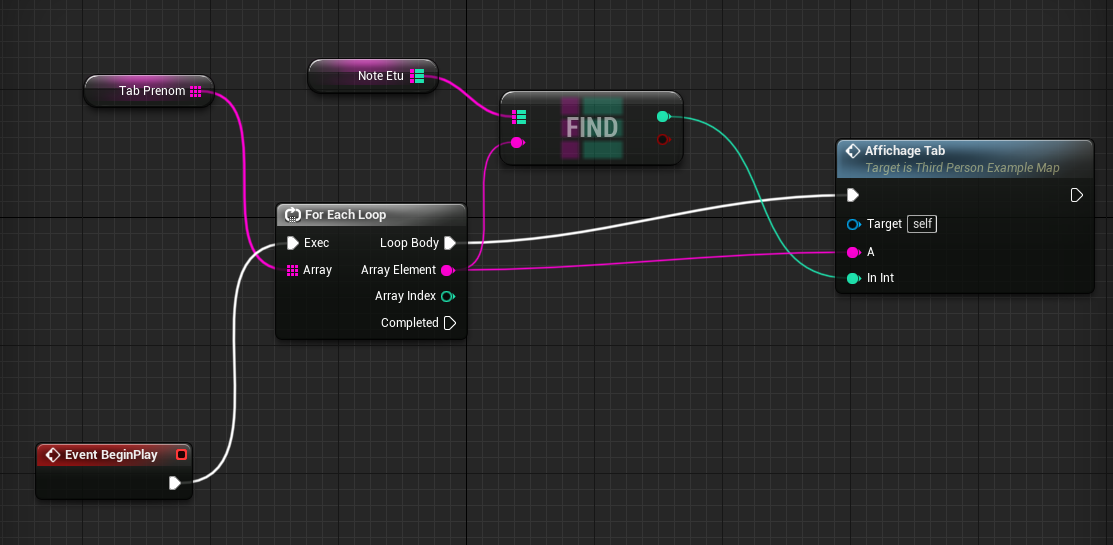 Tab Prenom
Note Etu
FIND
Affichage Tab
Target is Third Person Example Map
Target self
A
In Int
For Each Loop
Exec Loop Body
Array Array Element
Array Index
Completed
Event BeginPlay